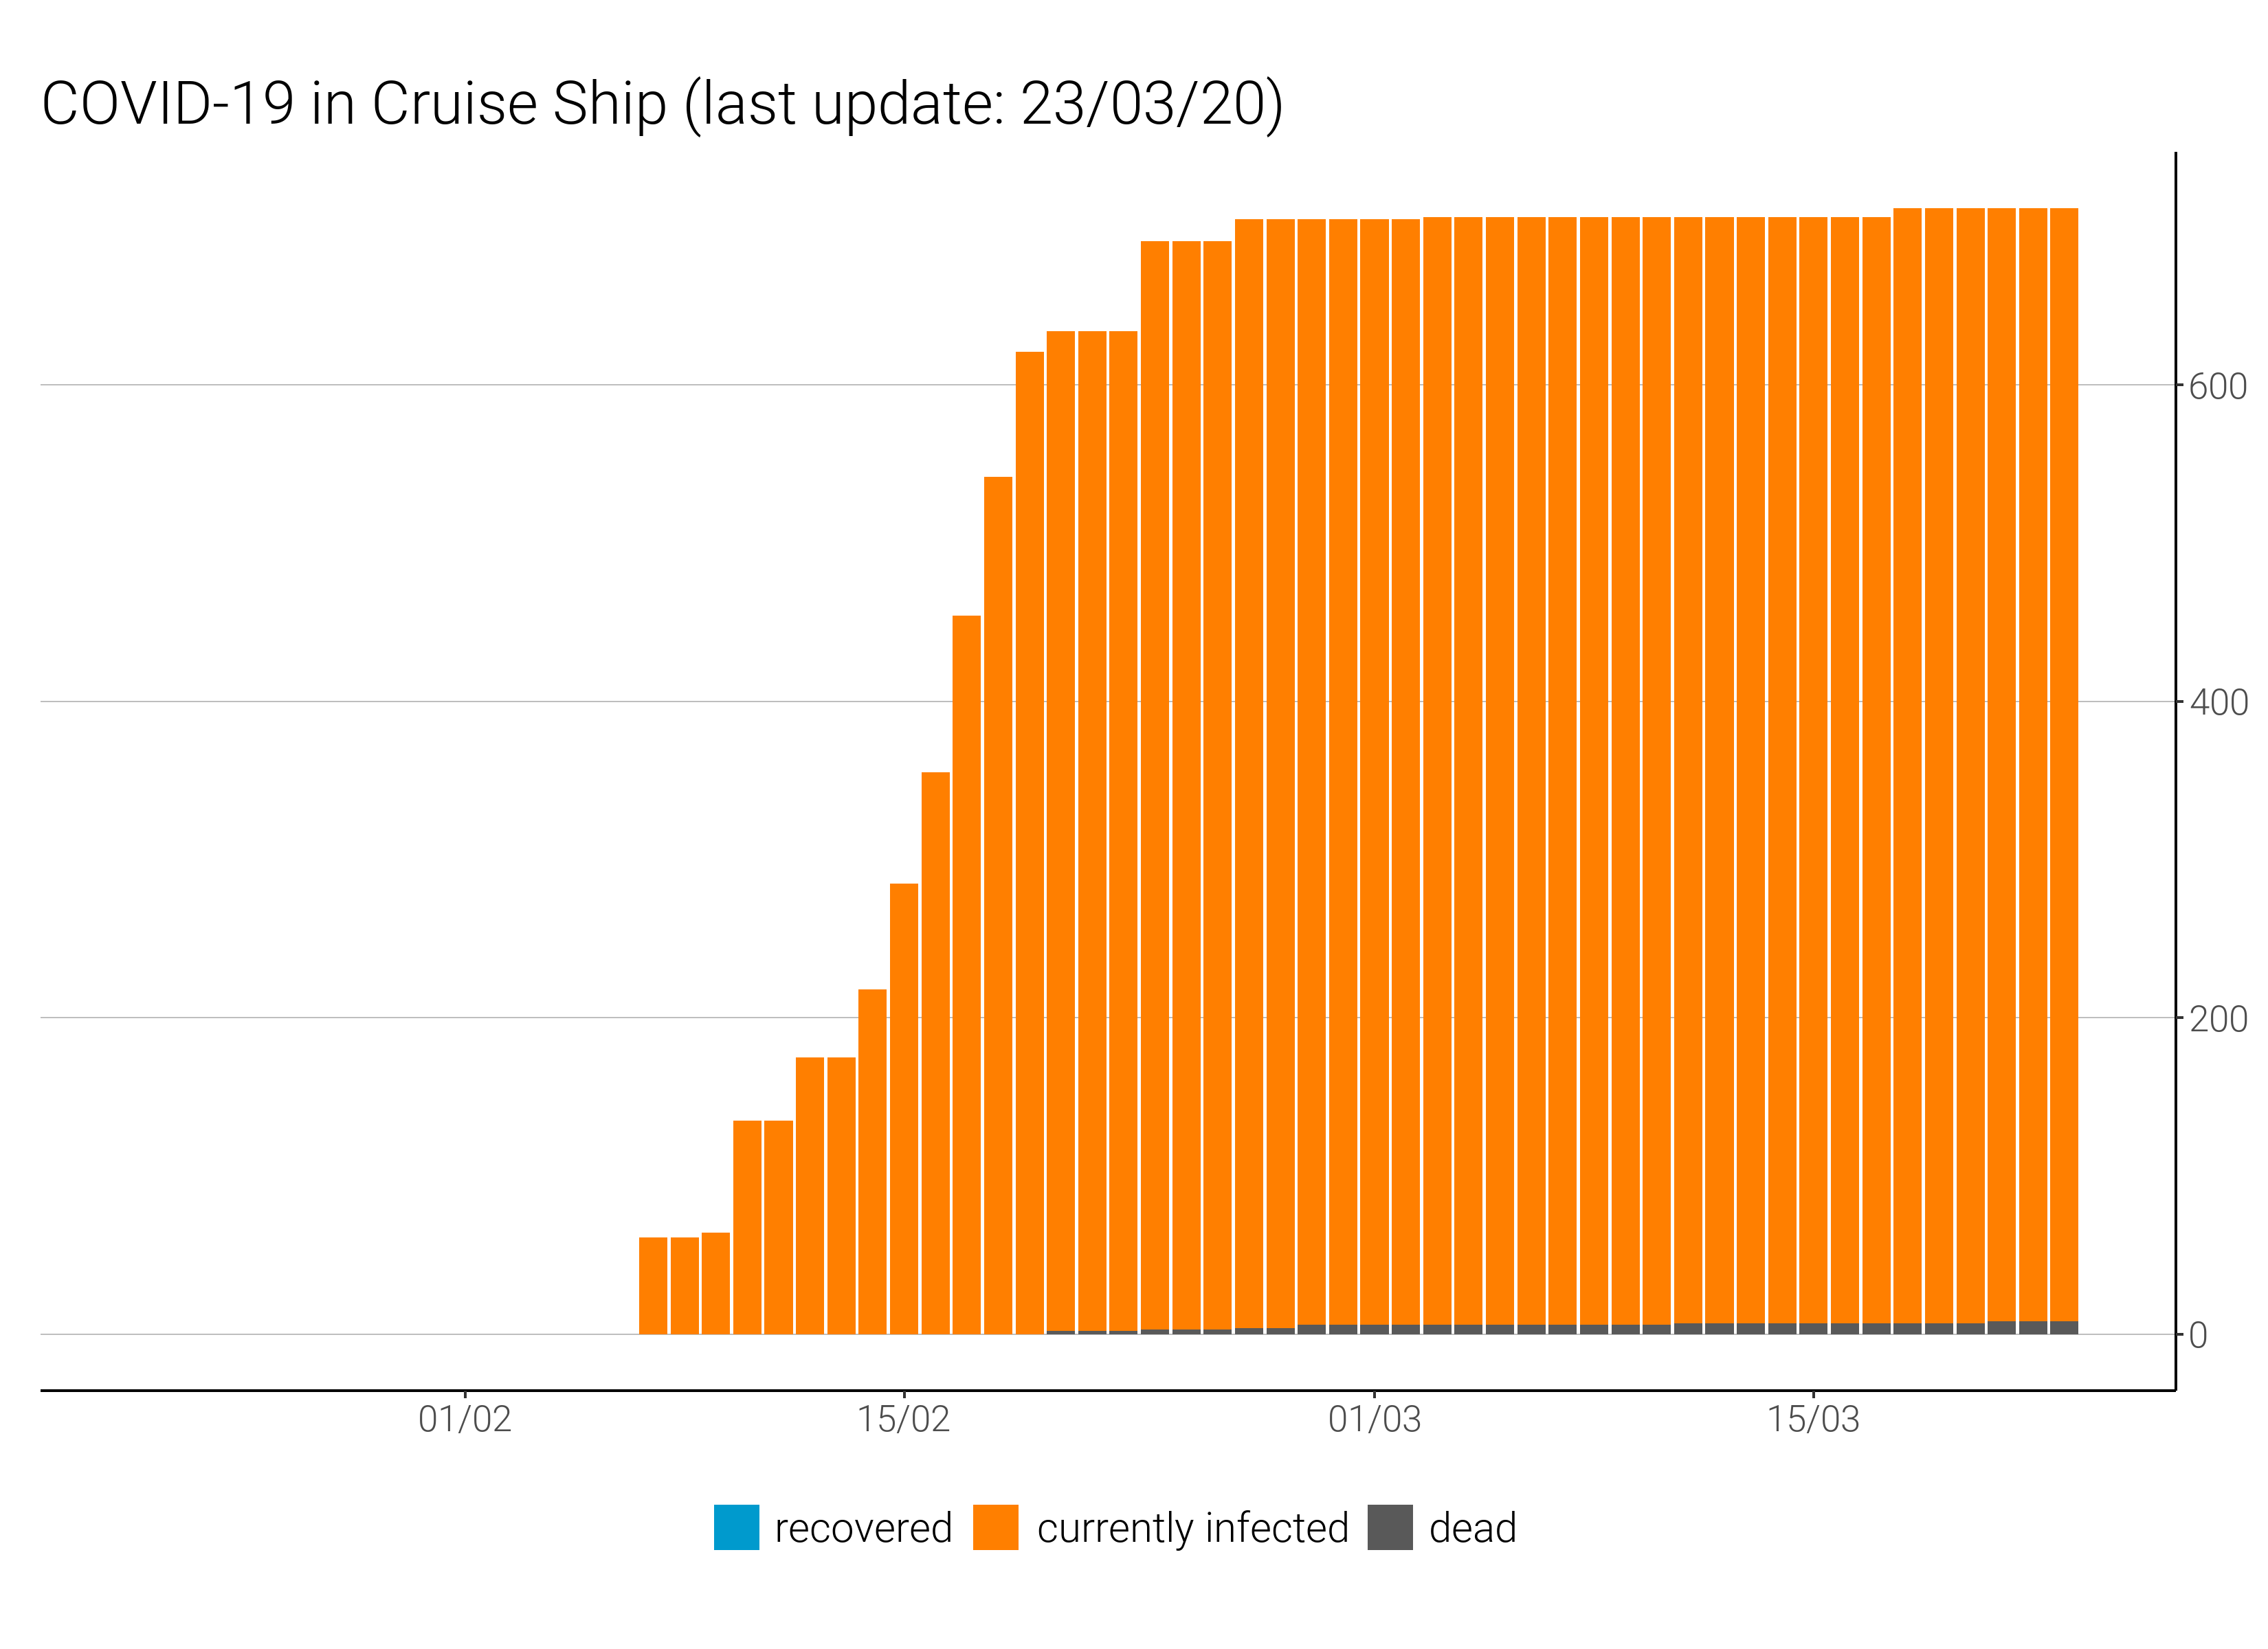 COVID-19 in Cruise Ship (last update: 23/03/20)
600
400
200
0
01/02 15/02 01/03 15/03
recovered currently infected dead